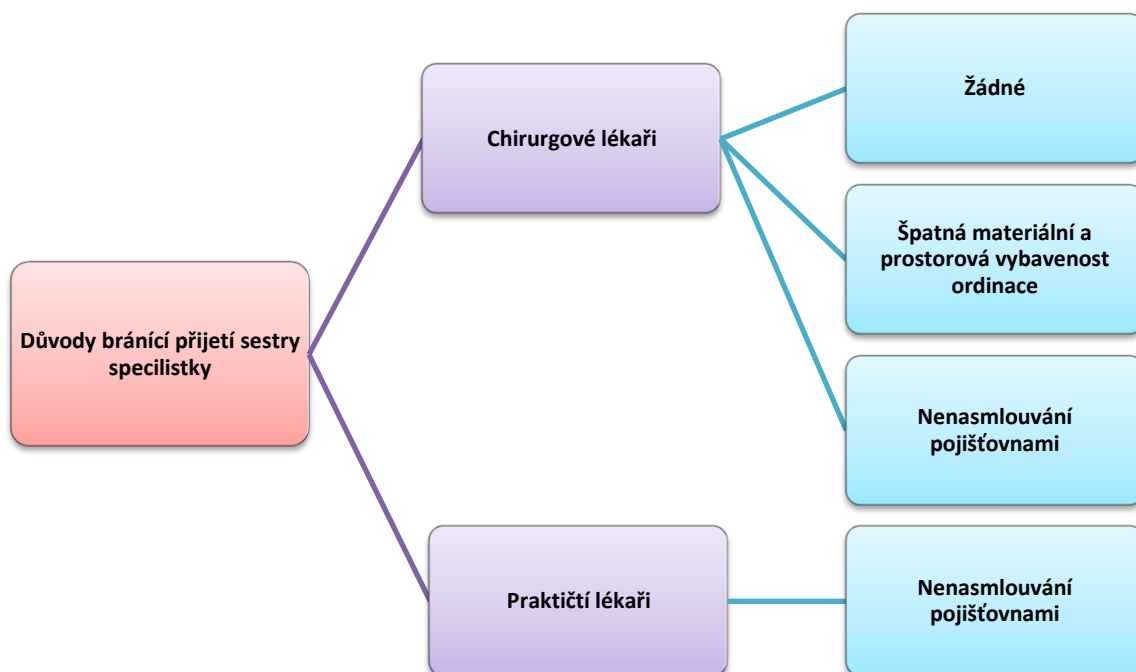 Důvody bránící přijetí sestry
specilistky
Chirurgové lékaři
Žádné
Špatná materiální a
prostorová vybavenost
ordinace
Nenasmlouvání
pojišťovnami
Praktičtí lékaři
Nenasmlouvání
pojišťovnami